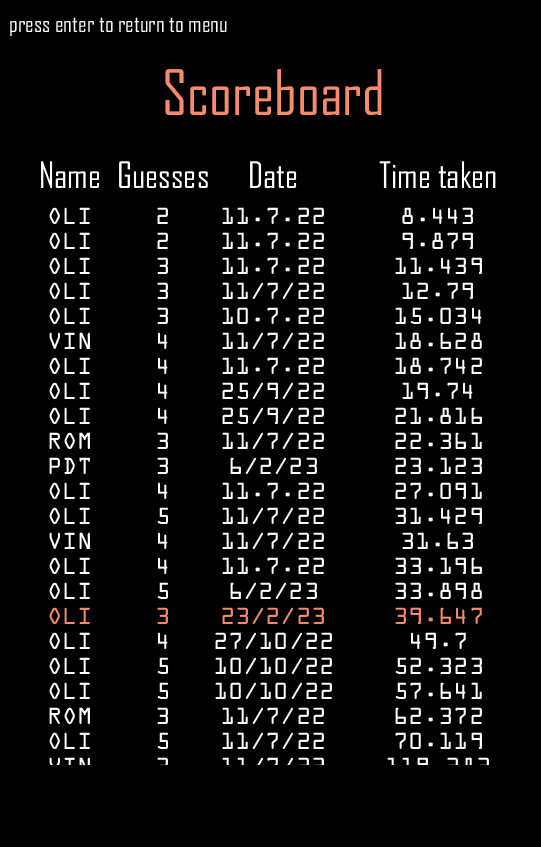 press enter to return to menu
Scoreboard
Name Guesses Date Time taken
OLI 2 11.7.22 8.443
OLI 2 11.7.22 9.879
OLI 3 11.7.22 11.439
OLI 3 11/7/22 12.79
OLI 3 10.7.22 15.034
VIN 4 11/7/22 18.628
OLI 4 11.7.22 18.742
OLI 4 25/9/22 19.74
OLI 4 25/9/22 21.816
ROM 3 11/7/22 22.361
PDT 3 6/2/23 23.123
OLI 4 11.7.22 27.091
OLI 5 11/7/22 31.429
VIN 4 11/7/22 31.63
OLI 4 11.7.22 33.196
OLI 5 6/2/23 33.898
OLI 3 23/2/23 39.647
OLI 4 27/10/22 49.7
OLI 5 10/10/22 52.323
OLI 5 10/10/22 57.641
ROM 3 11/7/22 62.372
OLI 5 11/7/22 70.119
VIN